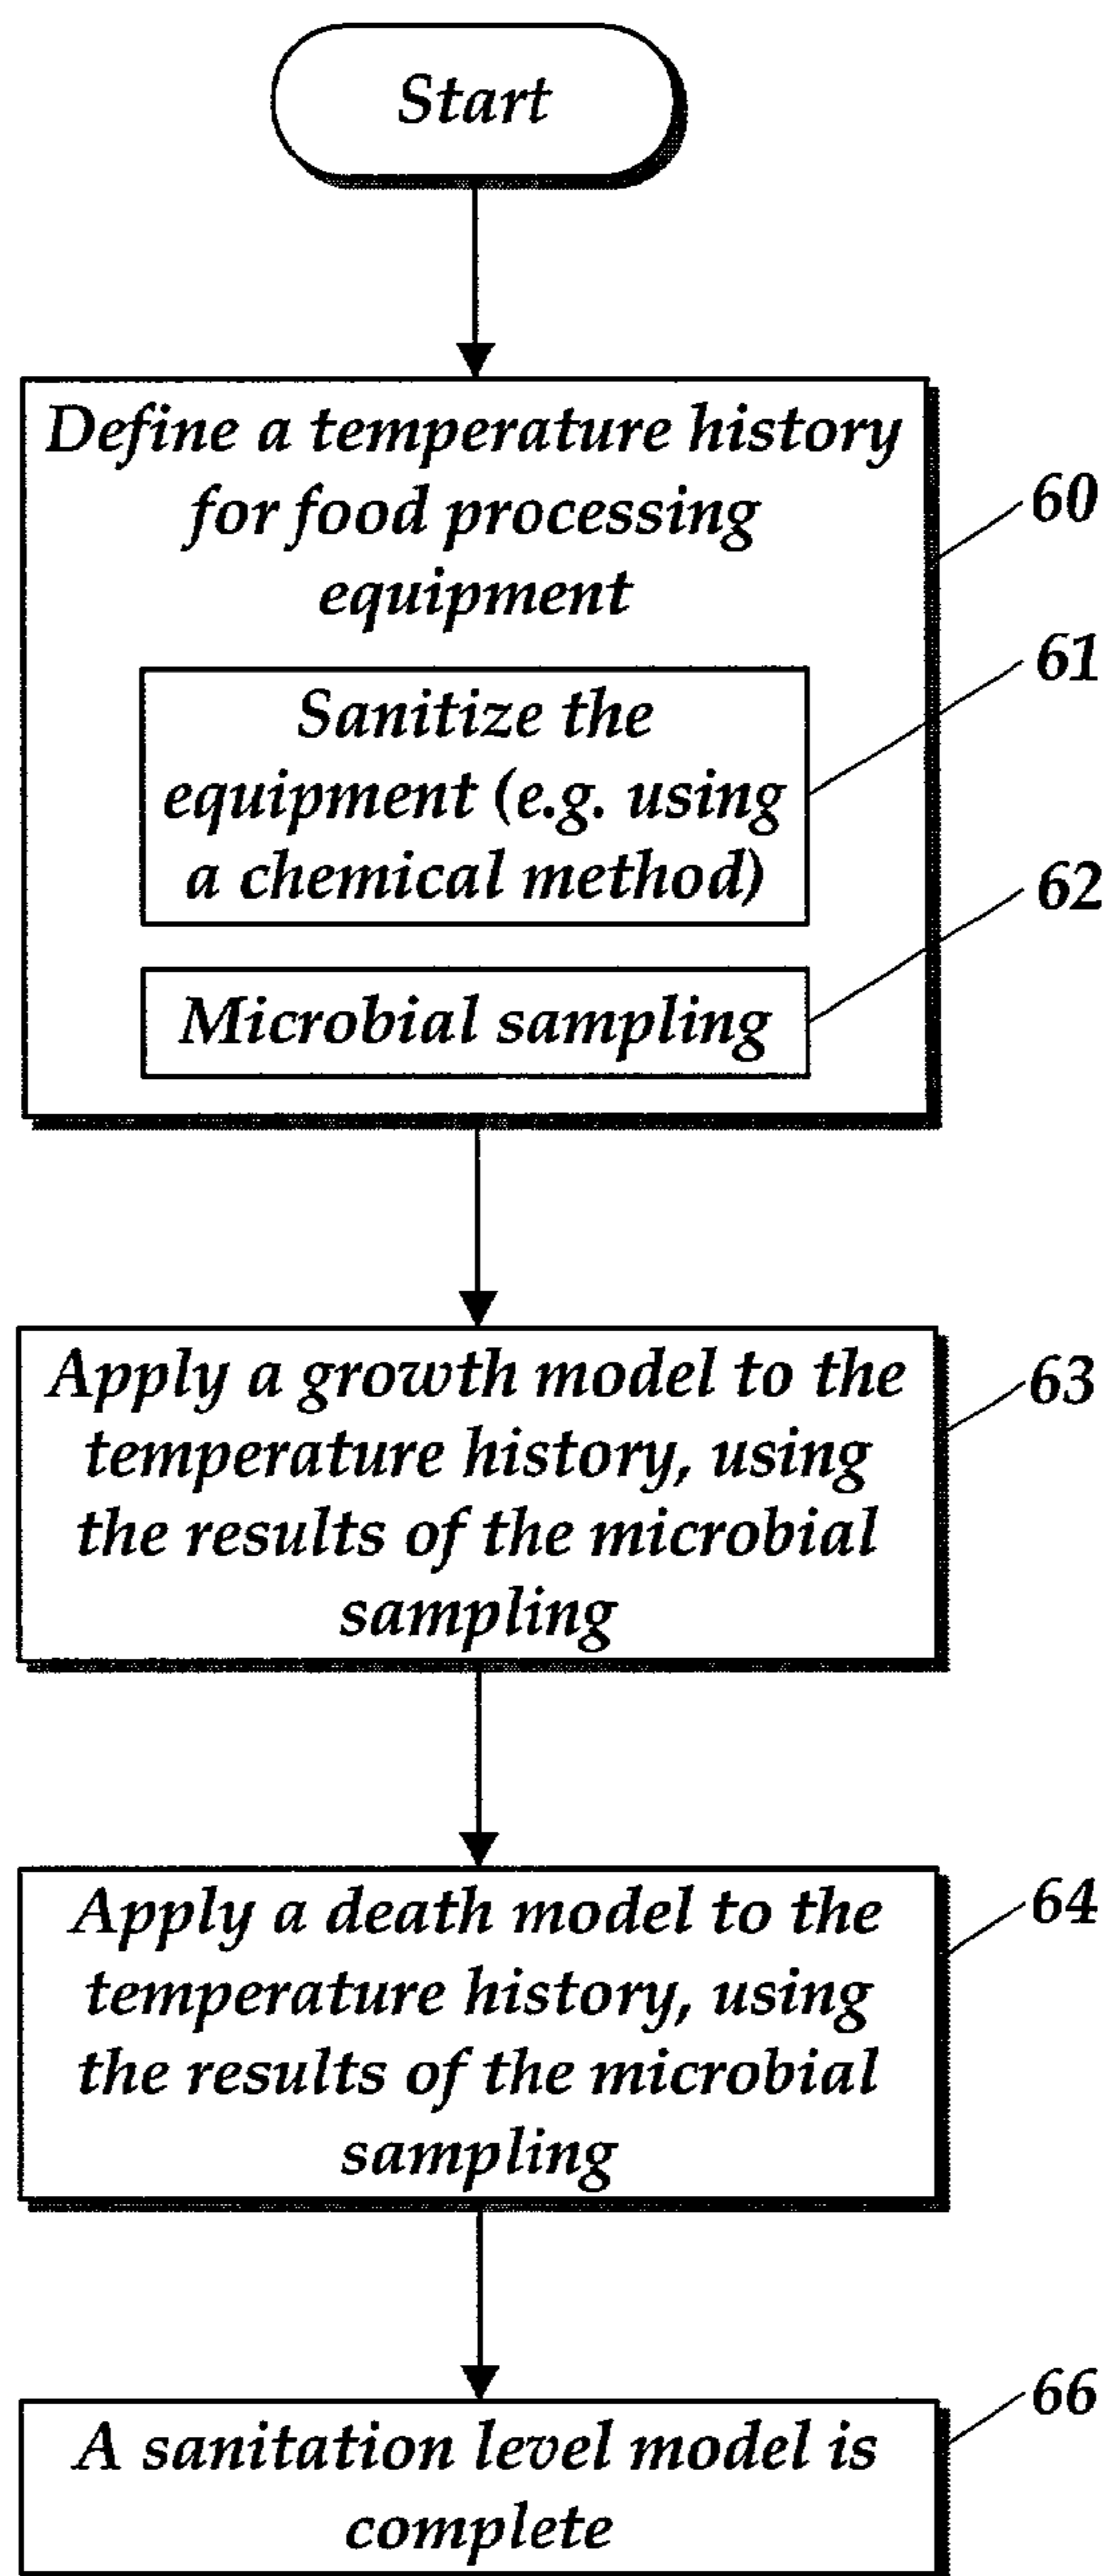 Start
Define a temperature history
for food processing
equipment
60
Sanitize the
equipment (e.g. using
a chemical method)
61
Microbial sampling
62
Apply a growth model to the
temperature history, using
the results of the microbial
sampling
63
Apply a death model to the
temperature history, using
the results of the microbial
sampling
64
A sanitation level model is
complete
66